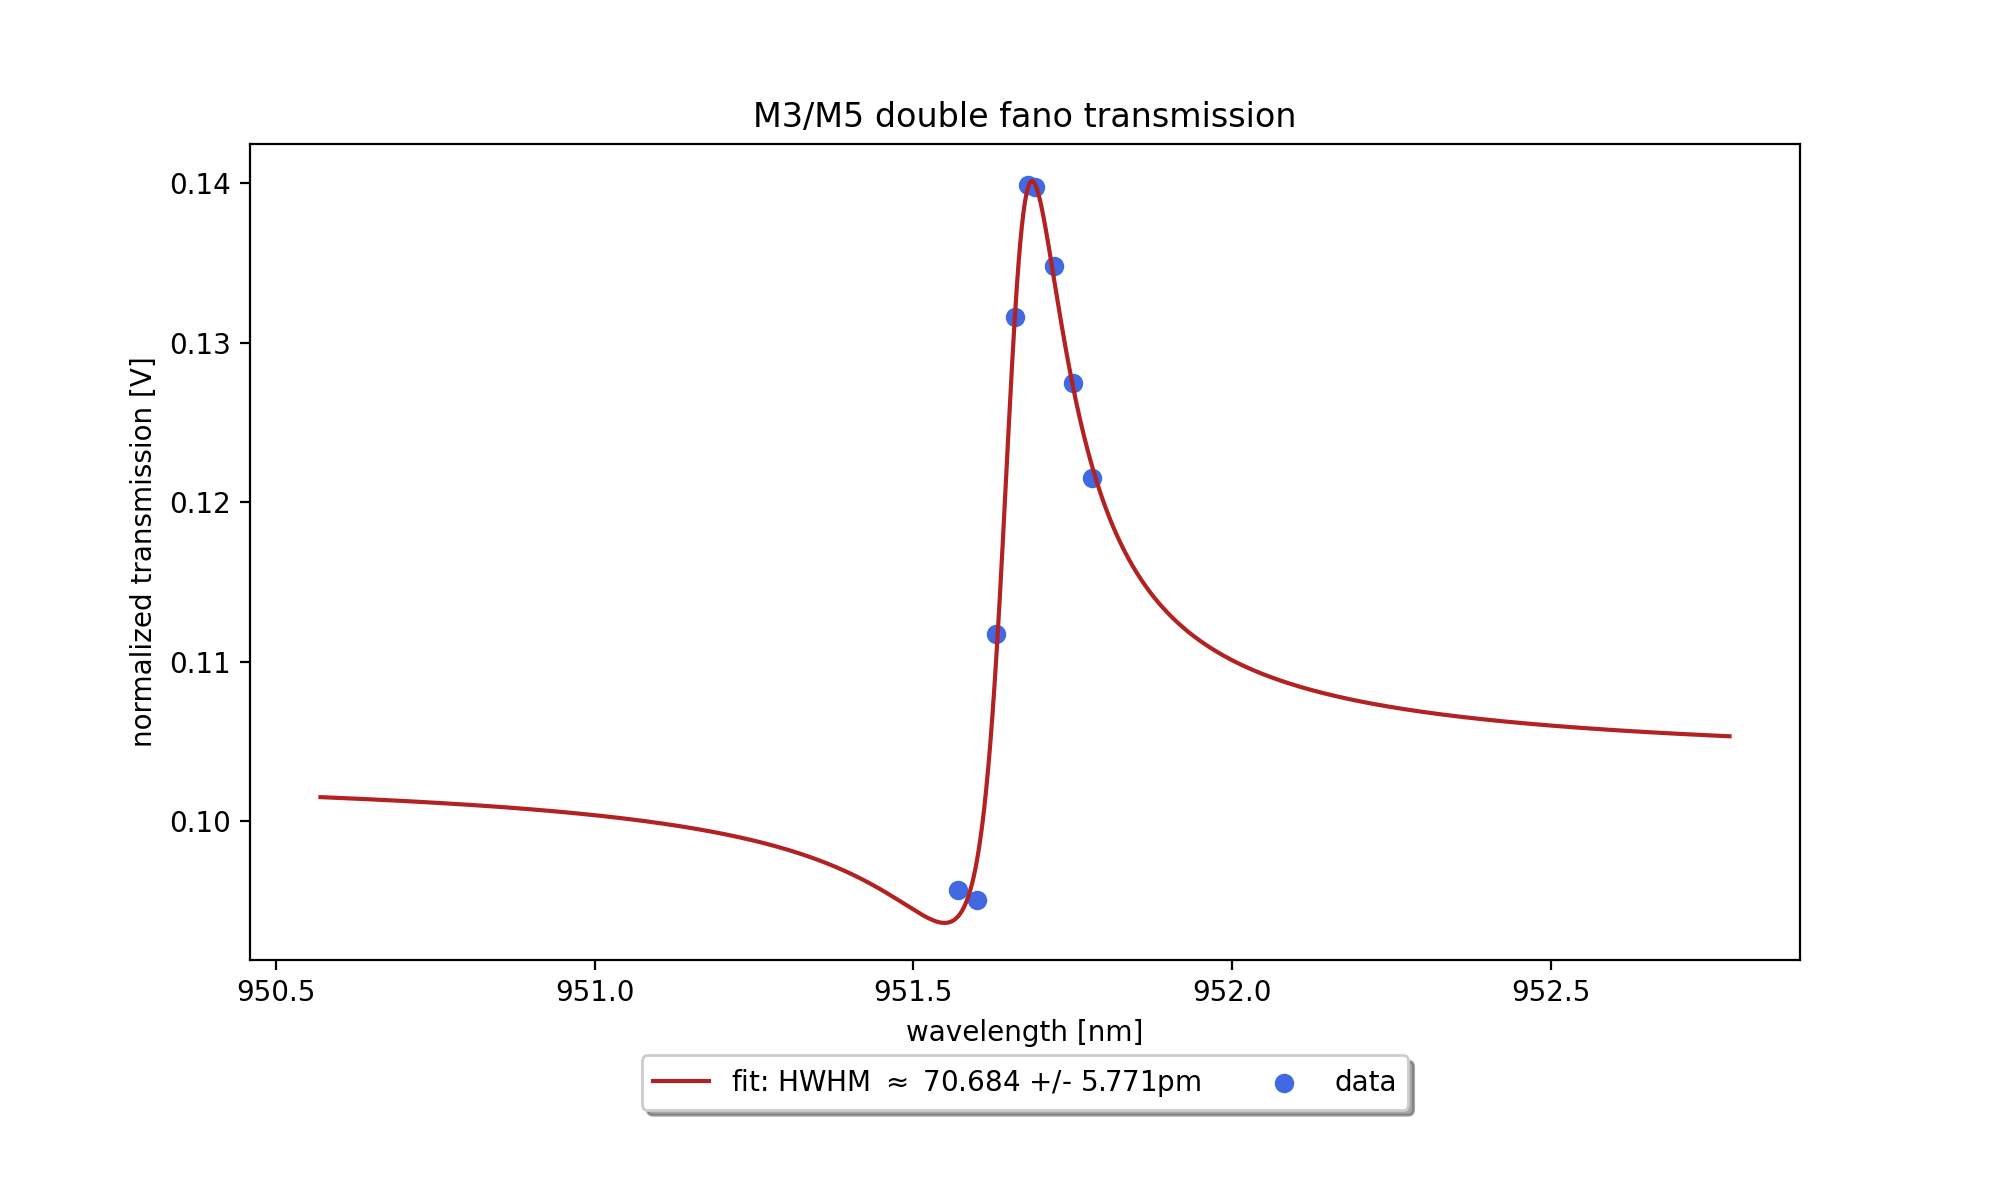 M3/M5 double fano transmission
normalized transmission [V]
0.14
0.13
0.12
0.11
0.10
950.5 951.0 951.5 952.0 952.5
wavelength [nm]
fit: HWHM ≈ 70.684 +/- 5.771pm data